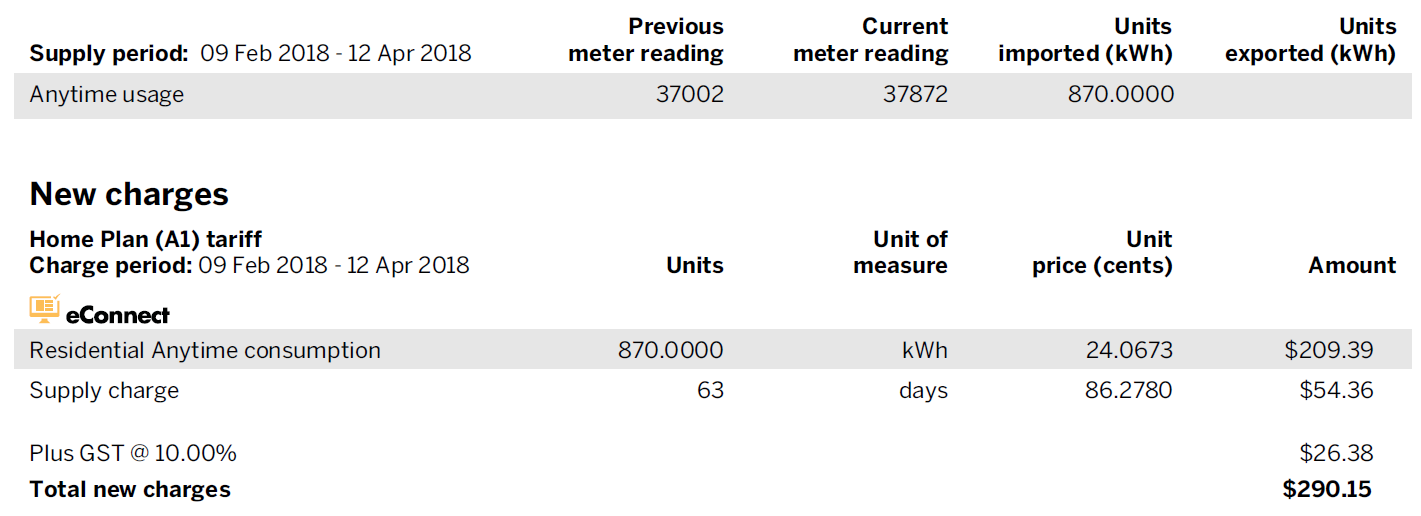 Previous Current Units Units
Supply period: 09 Feb 2018 - 12 Apr 2018 meter reading meter reading imported (kWh) exported (kWh)
Anytime usage 37002 37872 870.0000
New charges
Home Plan (A1) tariff Unit of Unit
Charge period: 09 Feb 2018 - 12 Apr 2018 Units measure price (cents) Amount
eConnect
Residential Anytime consumption 870.0000 kWh 24.0673 $209.39
Supply charge 63 days 86.2780 $54.36
Plus GST @ 10.00% $26.38
Total new charges $290.15